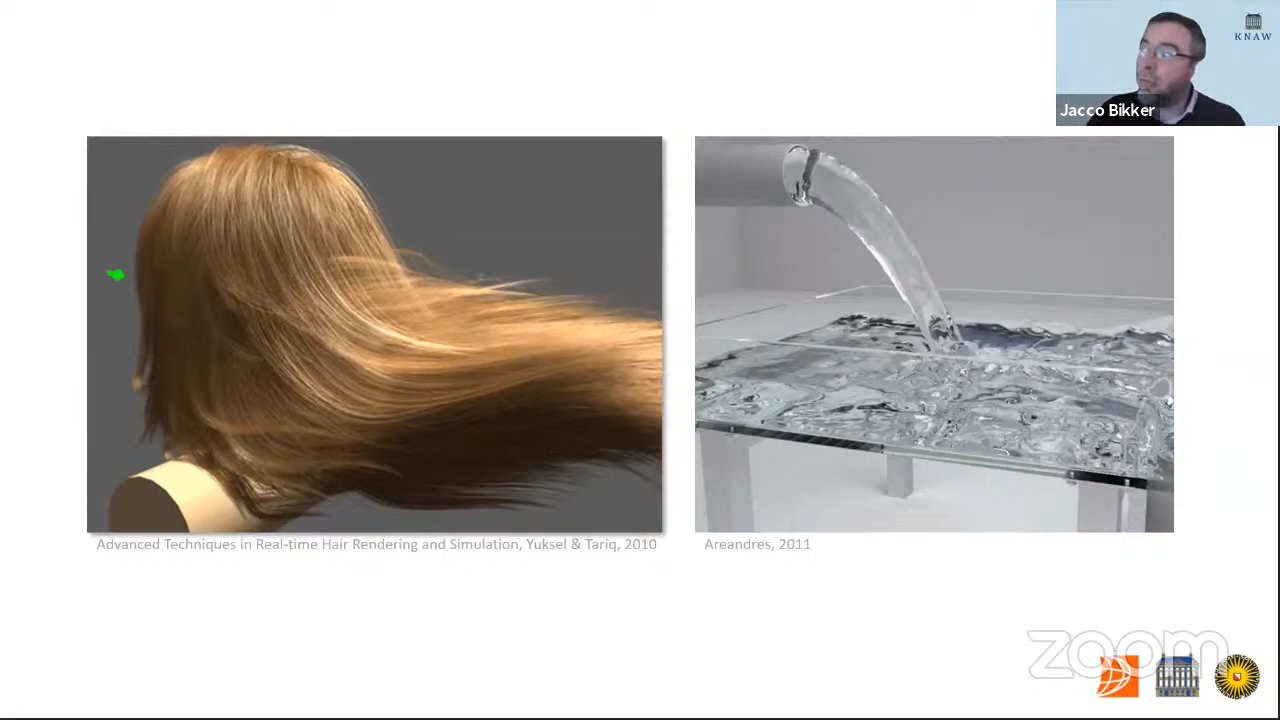 KNAW
Jacco Bikker
Advanced Techniques in Real-time Hair Rendering and Simulation, Yuksel & Tariq, 2010
Areandres, 2011
zoom